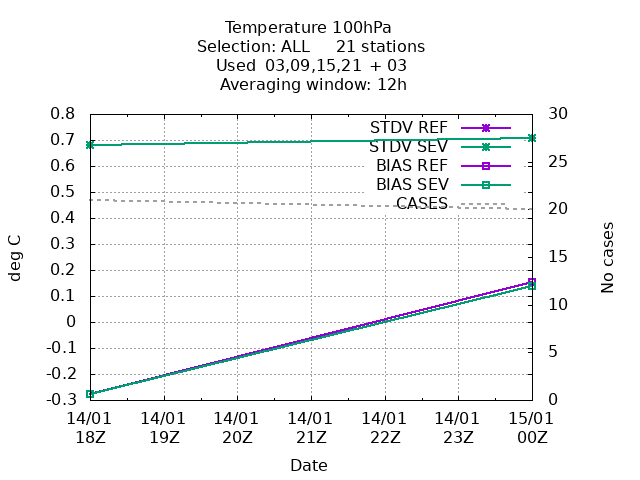 Temperature 100hPa
Selection: ALL 21 stations
Used 03,09,15,21 + 03
Averaging window: 12h
0.8
0.7
0.6
0.5
0.4
0.3
0.2
0.1
0
-0.1
-0.2
-0.3
deg C
STDV REF
STDV SEV
BIAS REF
BIAS SEV
CASES
30
25
20
15
10
5
0
No cases
14/01 14/01 14/01 14/01 14/01 14/01 15/01
18Z 19Z 20Z 21Z 22Z 23Z 00Z
Date